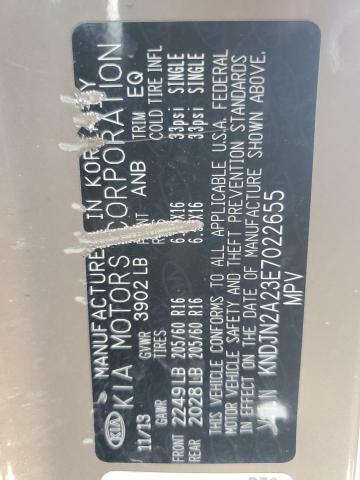 KIA MANUFACTURED IN KOREA BY
KIA MOTORS CORPORATION
11/13 GVWR 3902 LB PAINT ANB TRIM EQ
GAWR TIRES COLD TIRE INFL
FRONT 2249 LB 205/60 R16 33psi SINGLE
REAR 2028 LB 205/60 R16 33psi SINGLE
THIS VEHICLE CONFORMS TO ALL APPLICABLE U.S.A. FEDERAL
MOTOR VEHICLE SAFETY AND THEFT PREVENTION STANDARDS
IN EFFECT ON THE DATE OF MANUFACTURE SHOWN ABOVE.
KNDJN2A23E7022655
MPV